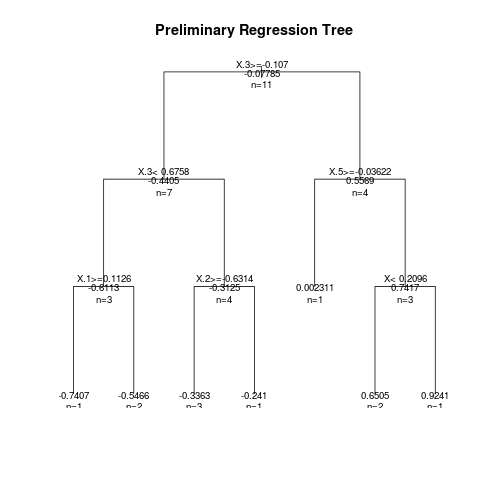 Preliminary Regression Tree
X.3>=-0.107
-0.07785
n=11
X.3< 0.6758
-0.4405
n=7
X.5>=-0.03622
0.5569
n=4
X.1>=0.1126
-0.6113
n=3
X.2>=-0.6314
-0.3125
n=4
0.002311
n=1
X< 0.2096
0.7417
n=3
-0.7407
n=1
-0.5466
n=2
-0.3363
n=3
-0.241
n=1
0.6505
n=2
0.9241
n=1